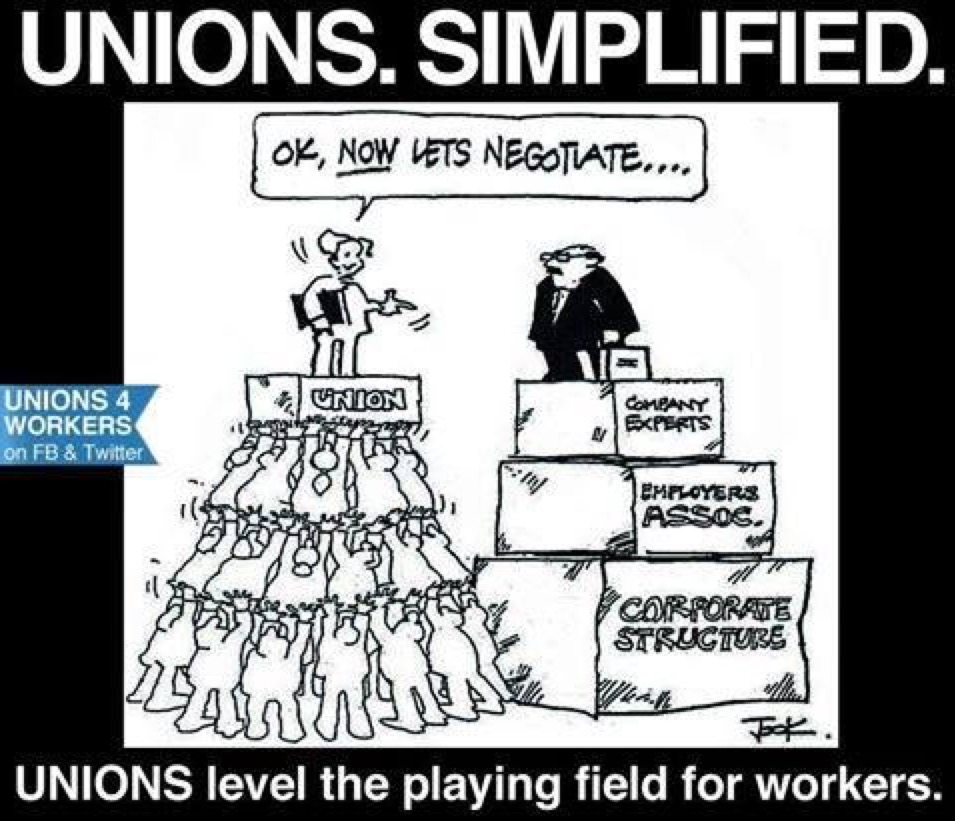 UNIONS. SIMPLIFIED.
OK, NOW LETS NEGOTIATE....
UNION
COMPANY
EXPERTS
UNIONS 4
WORKERS
on FB & Twitter
EMPLOYERS
ASSOC.
CORPORATE
STRUCTURE
Jock.
UNIONS level the playing field for workers.